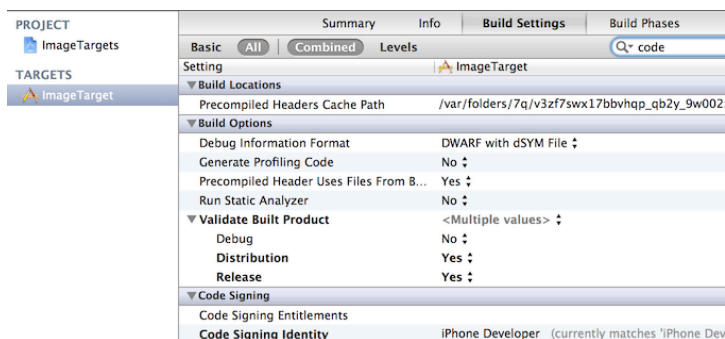 PROJECT
ImageTargets
TARGETS
ImageTarget
Summary Info Build Settings Build Phases
Basic All Combined Levels code
Setting ImageTarget
Build Locations
Precompiled Headers Cache Path /var/folders/7q/v3zf7swx17bbvhqp_qb2y_9w002
Build Options
Debug Information Format DWARF with dSYM File
Generate Profiling Code No
Precompiled Header Uses Files From B... Yes
Run Static Analyzer No
Validate Built Product <Multiple values>
Debug No
Distribution Yes
Release Yes
Code Signing
Code Signing Entitlements
Code Signing Identity iPhone Developer (currently matches 'iPhone Dev